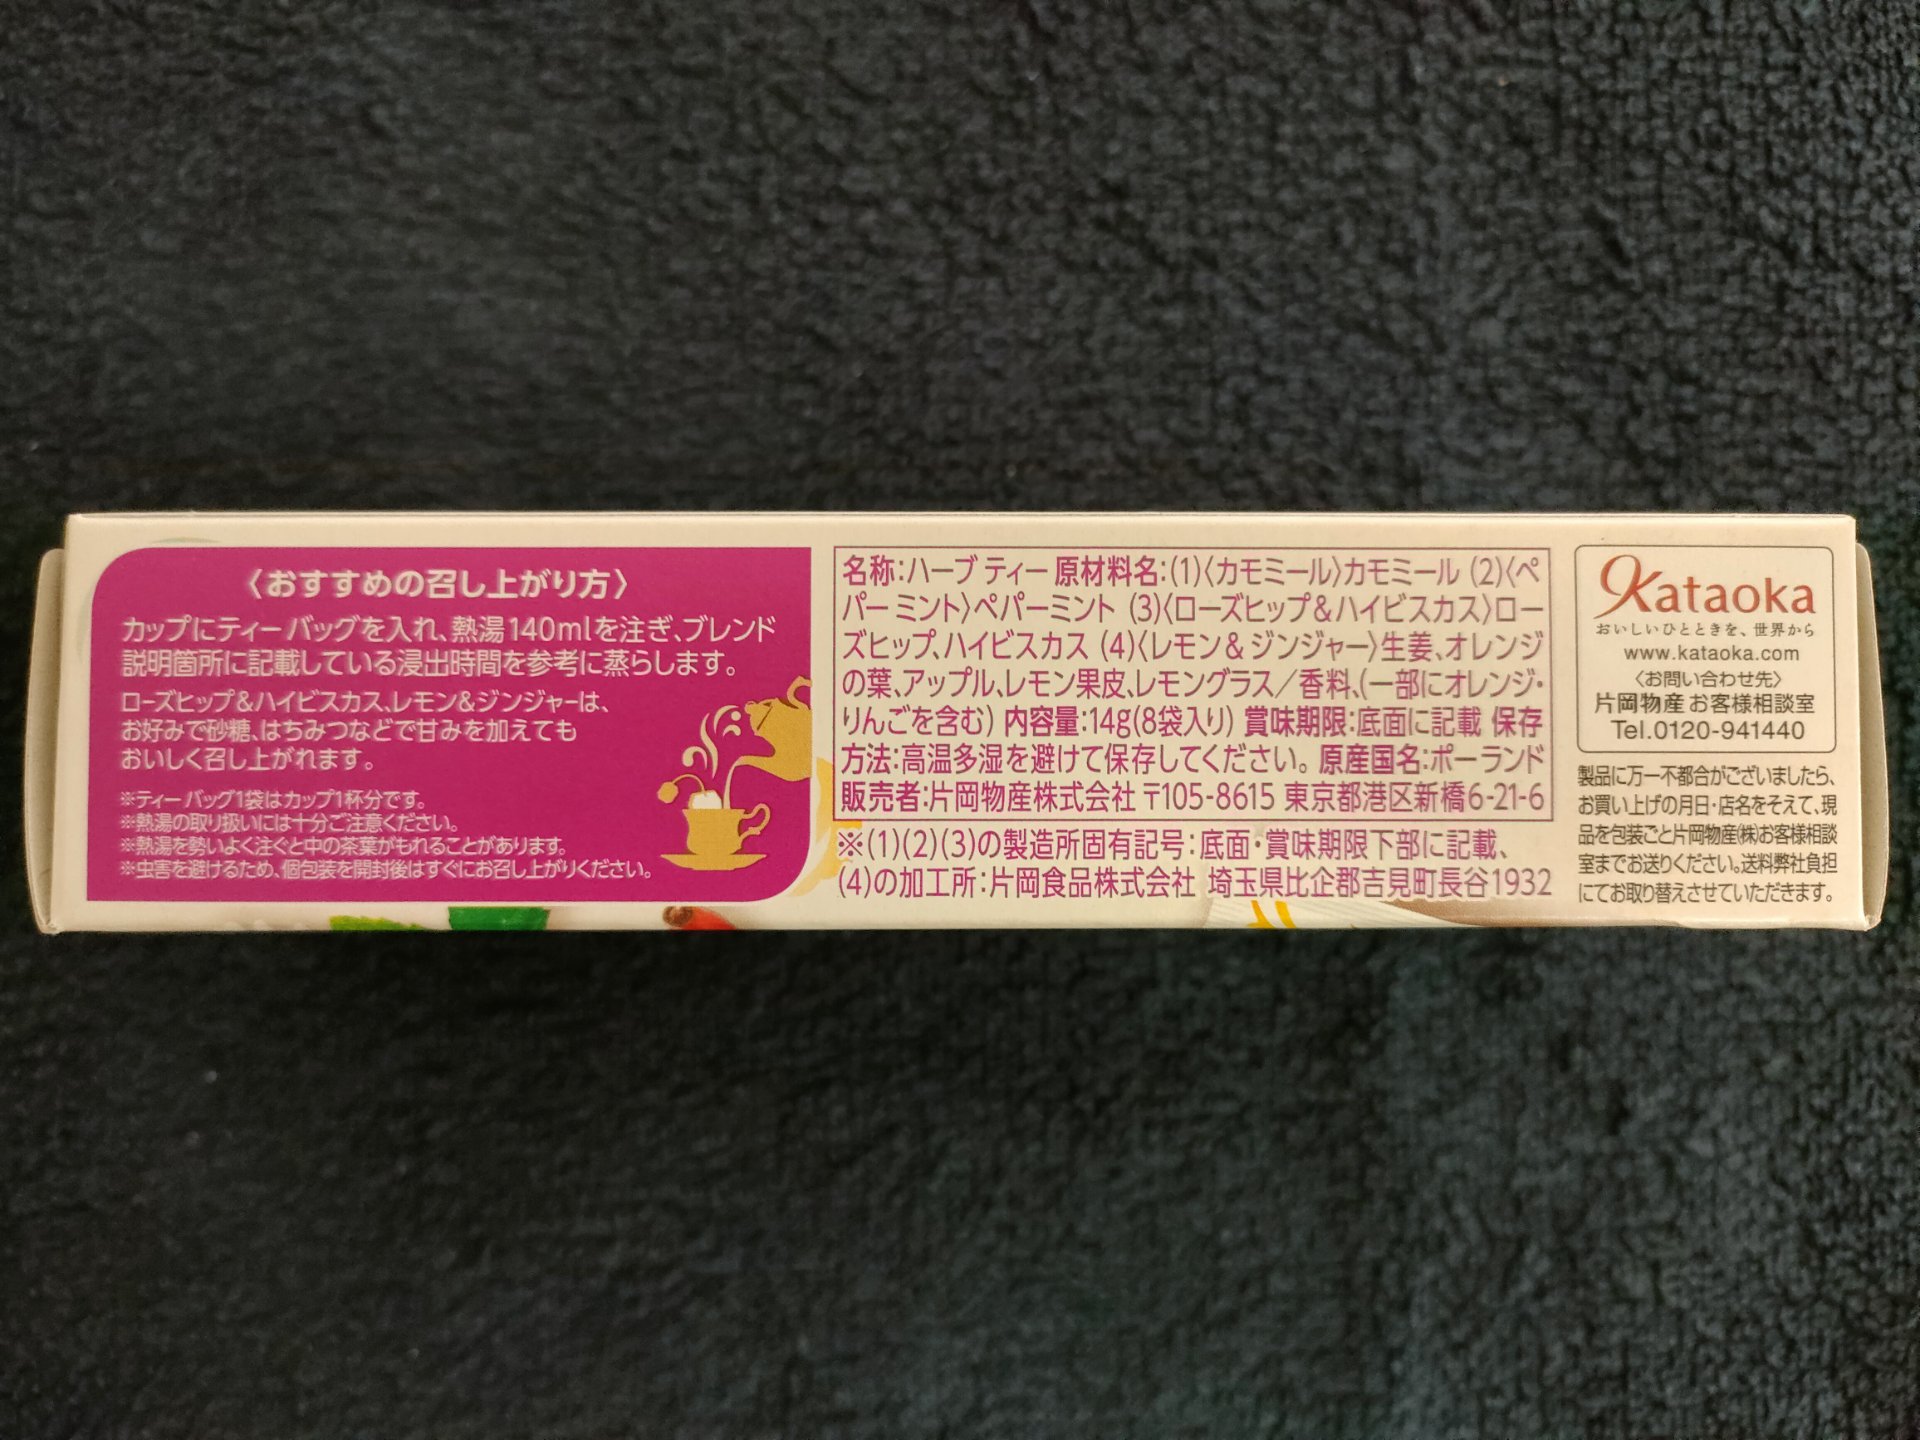 〈おすすめの召し上がり方〉
カップにティーバッグを入れ、熱湯140mlを注ぎ、ブレンド
説明箇所に記載している浸出時間を参考に蒸らします。
ローズヒップ&ハイビスカス、レモン&ジンジャーは、
お好みで砂糖、はちみつなどで甘みを加えても
おいしく召し上がれます。
※ティーバッグ1袋はカップ1杯分です。
※熱湯の取り扱いには十分ご注意ください。
※熱湯を勢いよく注ぐと中の茶葉がもれることがあります。
※虫害を避けるため、個包装を開封後はすぐにお召し上がりください。
名称:ハーブティー 原材料名:(1)〈カモミール〉カモミール (2)〈ペ
パーミント〉ペパーミント (3)〈ローズヒップ&ハイビスカス〉ロー
ズヒップ、ハイビスカス (4)〈レモン&ジンジャー〉生姜、オレンジ
の葉、アップル、レモン果皮、レモングラス/香料、(一部にオレンジ・
りんごを含む) 内容量:14g(8袋入り) 賞味期限:底面に記載 保存
方法:高温多湿を避けて保存してください。原産国名:ポーランド
販売者:片岡物産株式会社 〒105-8615 東京都港区新橋6-21-6
※(1)(2)(3)の製造所固有記号:底面・賞味期限下部に記載、
(4)の加工所:片岡食品株式会社 埼玉県比企郡吉見町長谷1932
Kataoka
おいしいひとときを、世界から
www.kataoka.com
〈お問い合わせ先〉
片岡物産お客様相談室
Tel.0120-941440
製品に万一不都合がございましたら、
お買い上げの月日・店名をそえて、現
品を包装ごと片岡物産(株)お客様相談
室までお送りください。送料弊社負担
にてお取り替えさせていただきます。